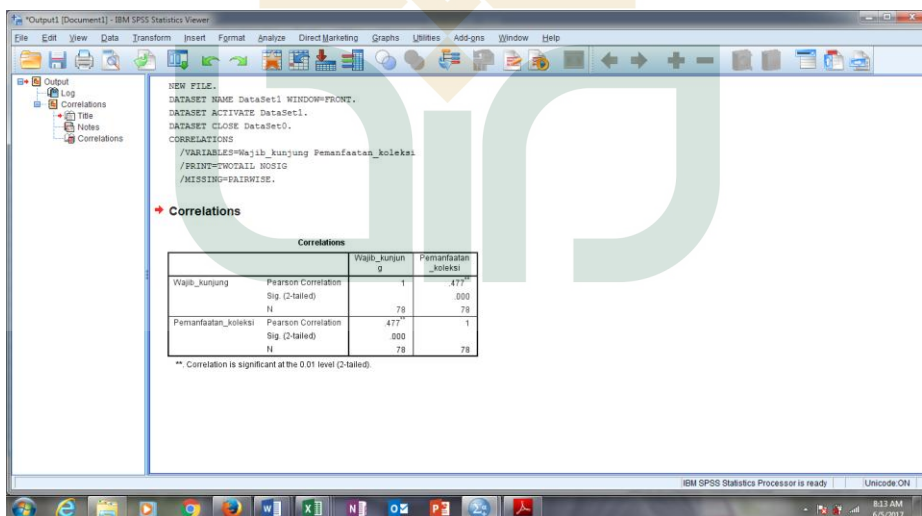 *Output1 [Document1] - IBM SPSS Statistics Viewer
File Edit View Data Transform Insert Format Analyze Direct Marketing Graphs Utilities Add-ons Window Help
Output
Log
Correlations
Title
Notes
Correlations
NEW FILE.
DATASET NAME DataSet1 WINDOW=FRONT.
DATASET ACTIVATE DataSet1.
DATASET CLOSE DataSet0.
CORRELATIONS
/VARIABLES=Wajib_kunjung Pemanfaatan_koleksi
/PRINT=TWOTAIL NOSIG
/MISSING=PAIRWISE.
Correlations
Correlations
Wajib_kunjun
g
Pemanfaatan
_koleksi
Wajib_kunjung Pearson Correlation 1 .477**
Sig. (2-tailed) .000
N 78 78
Pemanfaatan_koleksi Pearson Correlation .477** 1
Sig. (2-tailed) .000
N 78 78
**. Correlation is significant at the 0.01 level (2-tailed).
IBM SPSS Statistics Processor is ready Unicode:ON
8:13 AM
6/5/2017